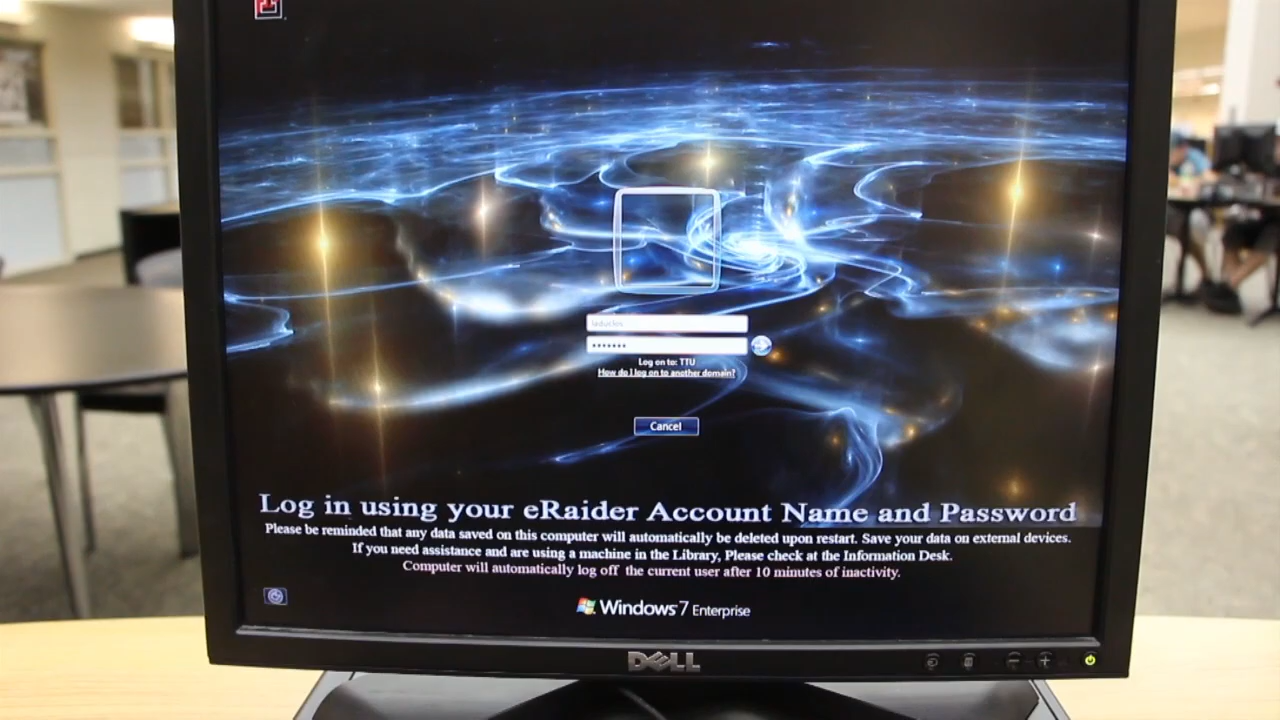 •••••••
Log on to: TTU
How do I log on to another domain?
Cancel
Log in using your eRaider Account Name and Password
Please be reminded that any data saved on this computer will automatically be deleted upon restart. Save your data on external devices.
If you need assistance and are using a machine in the Library, Please check at the Information Desk.
Computer will automatically log off the current user after 10 minutes of inactivity.
Windows 7 Enterprise
DELL